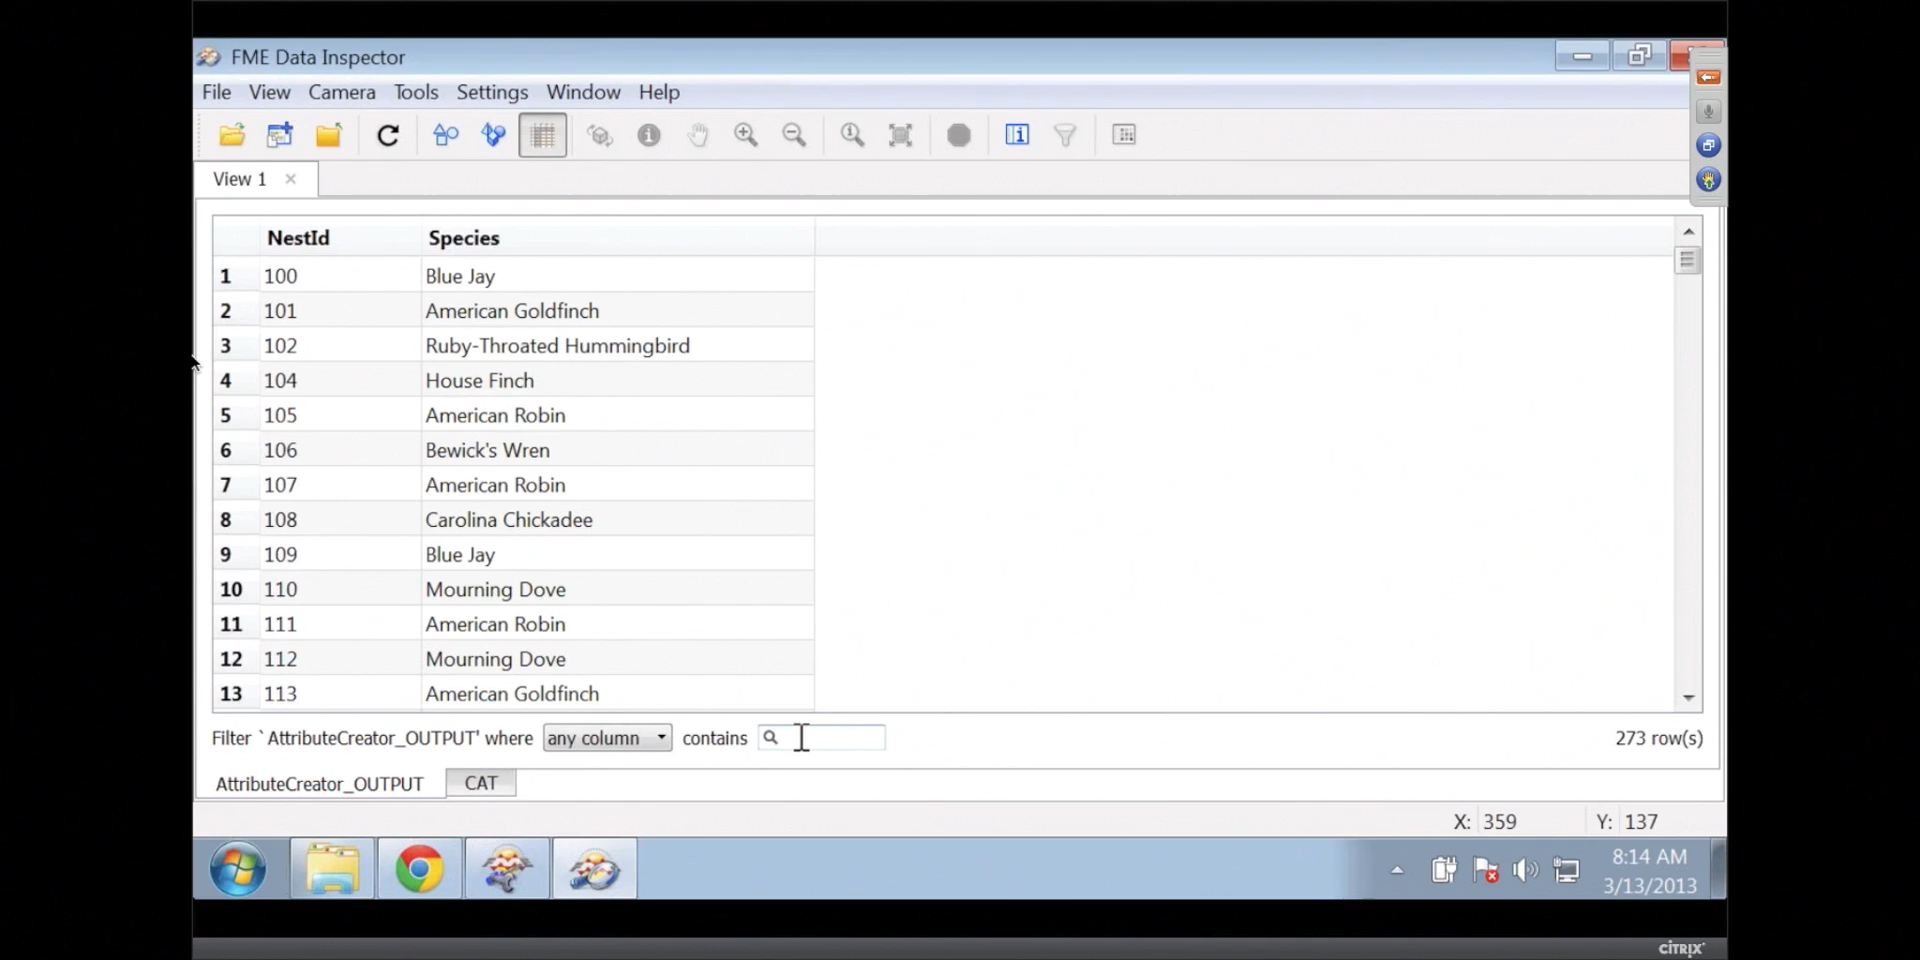 FME Data Inspector
File View Camera Tools Settings Window Help
View 1
NestId Species
1 100 Blue Jay
2 101 American Goldfinch
3 102 Ruby-Throated Hummingbird
4 104 House Finch
5 105 American Robin
6 106 Bewick's Wren
7 107 American Robin
8 108 Carolina Chickadee
9 109 Blue Jay
10 110 Mourning Dove
11 111 American Robin
12 112 Mourning Dove
13 113 American Goldfinch
Filter `AttributeCreator_OUTPUT' where any column contains 273 row(s)
AttributeCreator_OUTPUT CAT
X: 359 Y: 137
8:14 AM
3/13/2013
CITRIX